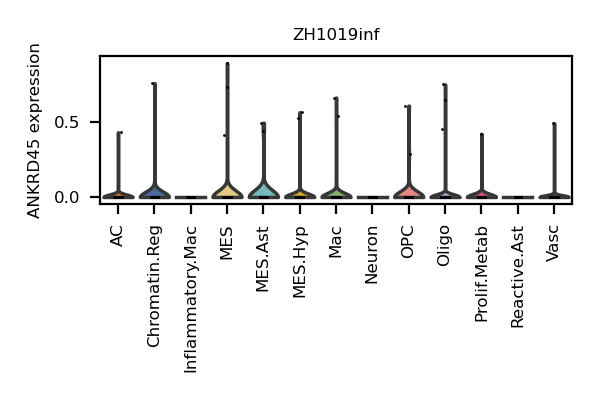 ZH1019inf
ANKRD45 expression
0.5
0.0
AC
Chromatin.Reg
Inflammatory.Mac
MES
MES.Ast
MES.Hyp
Mac
Neuron
OPC
Oligo
Prolif.Metab
Reactive.Ast
Vasc